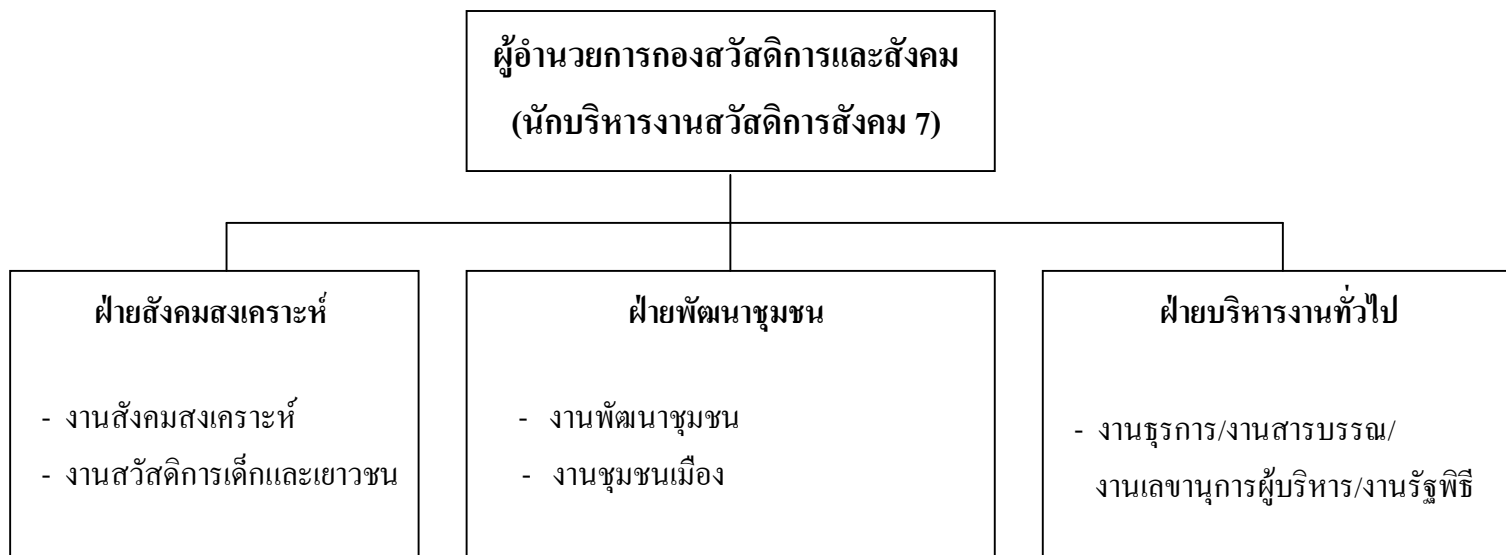 ผู้อำนวยการกองสวัสดิการและสังคม
(นักบริหารงานสวัสดิการสังคม 7)
ฝ่ายสังคมสงเคราะห์
- งานสังคมสงเคราะห์
- งานสวัสดิการเด็กและเยาวชน
ฝ่ายพัฒนาชุมชน
- งานพัฒนาชุมชน
- งานชุมชนเมือง
ฝ่ายบริหารงานทั่วไป
- งานธุรการ/งานสารบรรณ/
งานเลขานุการผู้บริหาร/งานรัฐพิธี